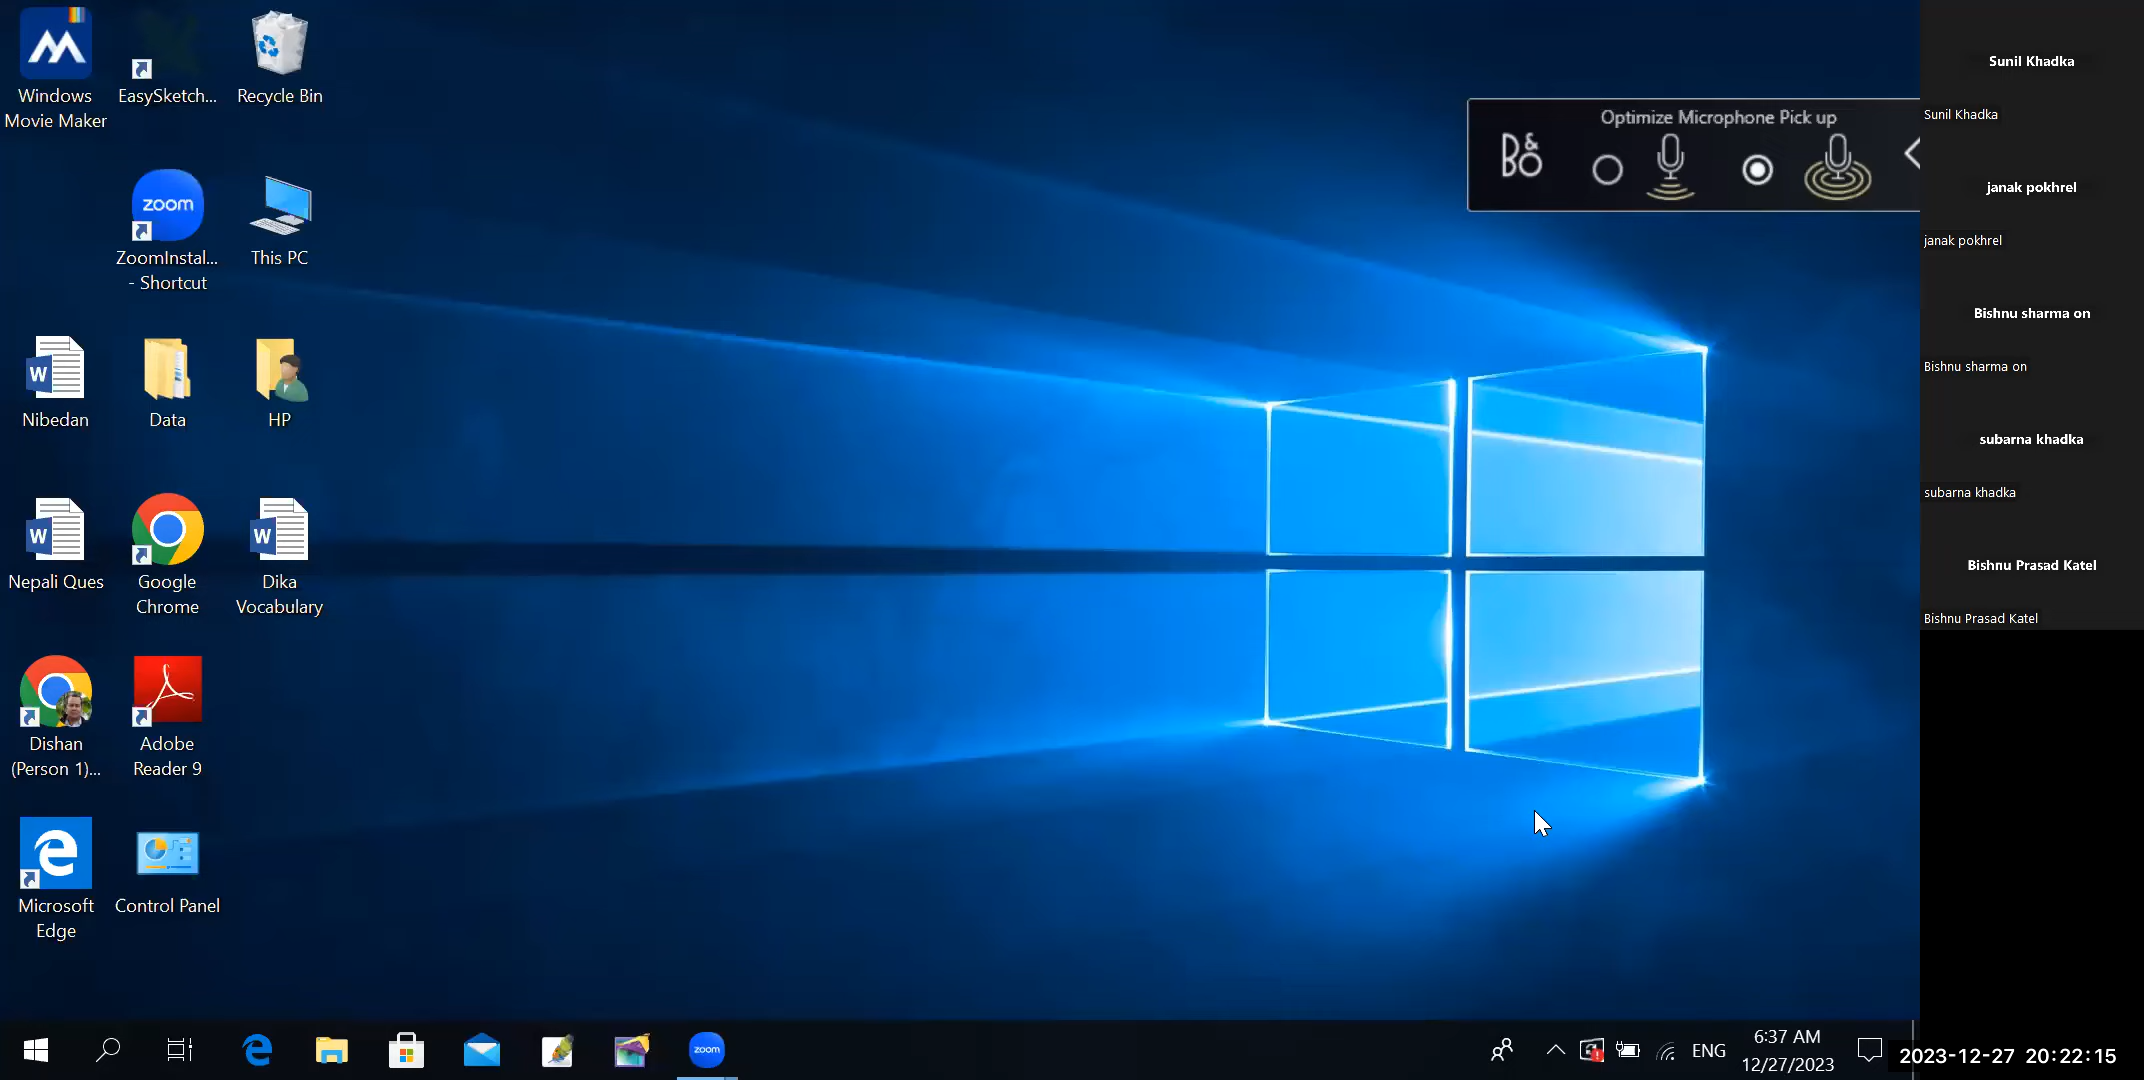 Windows
Movie Maker
EasySketch...
Recycle Bin
zoom
ZoomInstal...
- Shortcut
This PC
W
Nibedan
Data
HP
W
Nepali Ques
Google
Chrome
W
Dika
Vocabulary
Dishan
(Person 1)...
Adobe
Reader 9
Microsoft
Edge
Control Panel
Optimize Microphone Pick up
B&O
Sunil Khadka
Sunil Khadka
janak pokhrel
janak pokhrel
Bishnu sharma on
Bishnu sharma on
subarna khadka
subarna khadka
Bishnu Prasad Katel
Bishnu Prasad Katel
zoom
ENG
6:37 AM
12/27/2023
2023-12-27 20:22:15